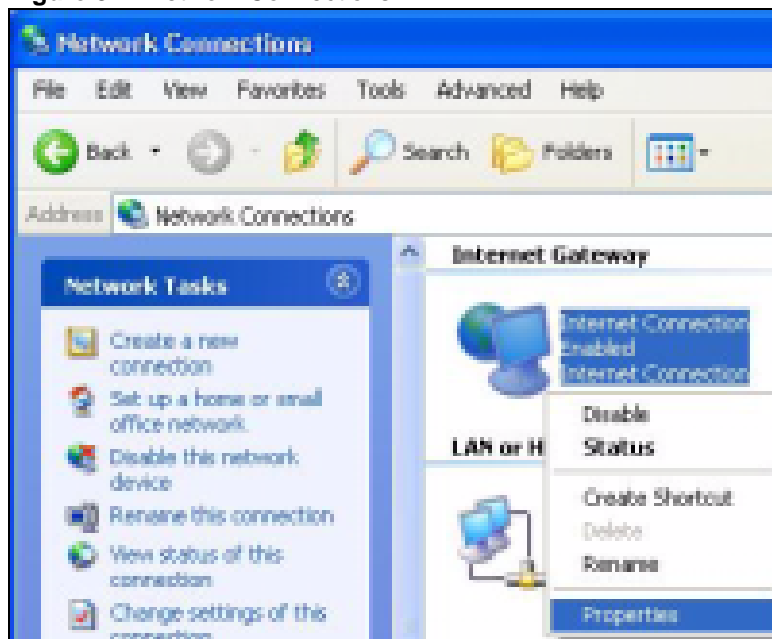 Network Connections
File Edit View Favorites Tools Advanced Help
Back Search Folders
Address Network Connections
Network Tasks
Create a new
connection
Set up a home or small
office network
Disable this network
device
Rename this connection
View status of this
connection
Change settings of this
connection
Internet Gateway
Internet Connection
Enabled
Internet Connection
LAN or H
Disable
Status
Create Shortcut
Delete
Rename
Properties